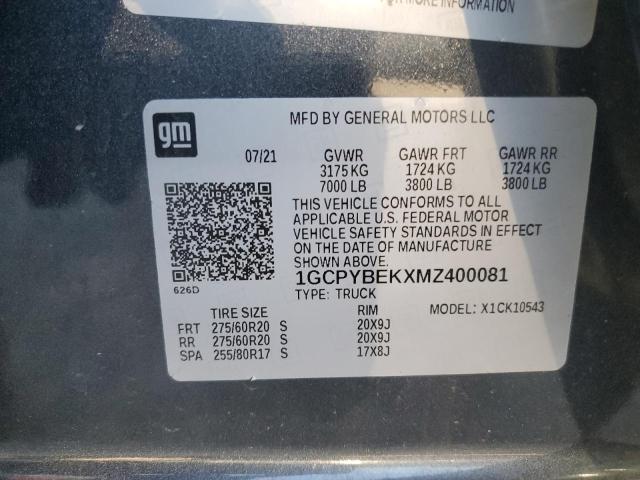 MORE INFORMATION
gm
MFD BY GENERAL MOTORS LLC
07/21 GVWR GAWR FRT GAWR RR
3175 KG 1724 KG 1724 KG
7000 LB 3800 LB 3800 LB
THIS VEHICLE CONFORMS TO ALL
APPLICABLE U.S. FEDERAL MOTOR
VEHICLE SAFETY STANDARDS IN EFFECT
ON THE DATE OF MANUFACTURE
SHOWN ABOVE.
1GCPYBEKXMZ400081
626D
TYPE: TRUCK
MODEL: X1CK10543
TIRE SIZE RIM
FRT 275/60R20 S 20X9J
RR 275/60R20 S 20X9J
SPA 255/80R17 S 17X8J